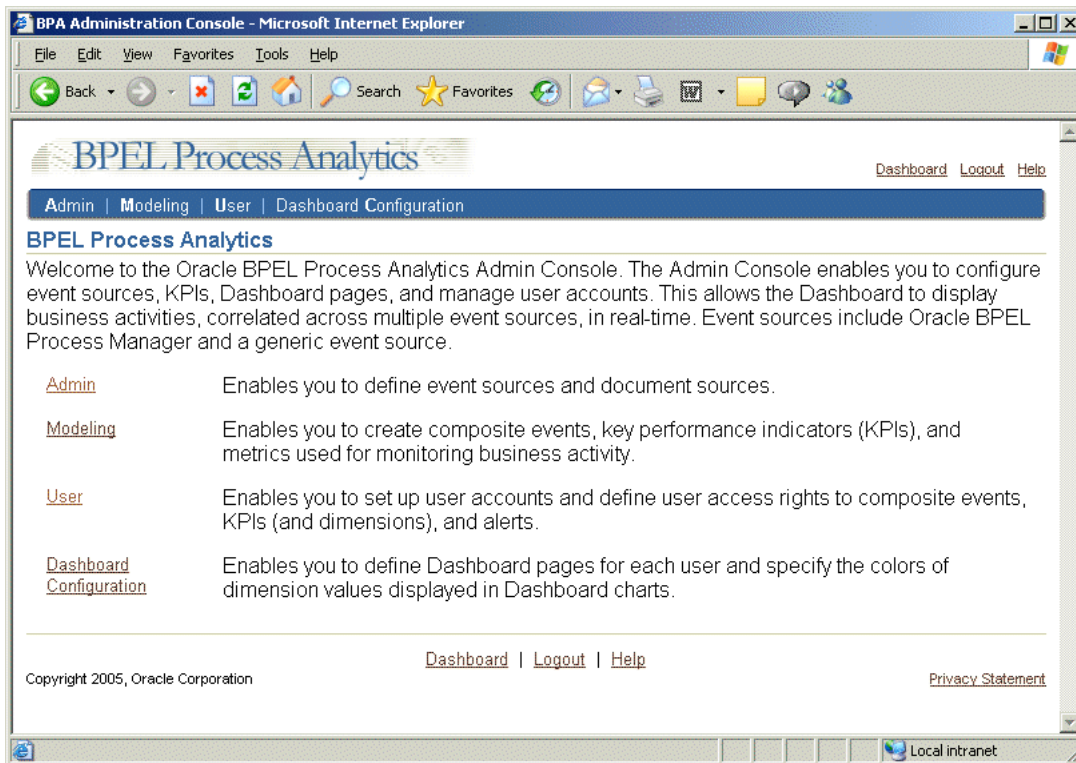 BPA Administration Console - Microsoft Internet Explorer
File Edit View Favorites Tools Help
Back Search Favorites
BPEL Process Analytics
Dashboard Logout Help
Admin | Modeling | User | Dashboard Configuration
BPEL Process Analytics
Welcome to the Oracle BPEL Process Analytics Admin Console. The Admin Console enables you to configure
event sources, KPIs, Dashboard pages, and manage user accounts. This allows the Dashboard to display
business activities, correlated across multiple event sources, in real-time. Event sources include Oracle BPEL
Process Manager and a generic event source.
Admin Enables you to define event sources and document sources.
Modeling Enables you to create composite events, key performance indicators (KPIs), and
metrics used for monitoring business activity.
User Enables you to set up user accounts and define user access rights to composite events,
KPIs (and dimensions), and alerts.
Dashboard Enables you to define Dashboard pages for each user and specify the colors of
Configuration dimension values displayed in Dashboard charts.
Dashboard | Logout | Help
Copyright 2005, Oracle Corporation Privacy Statement
Local intranet